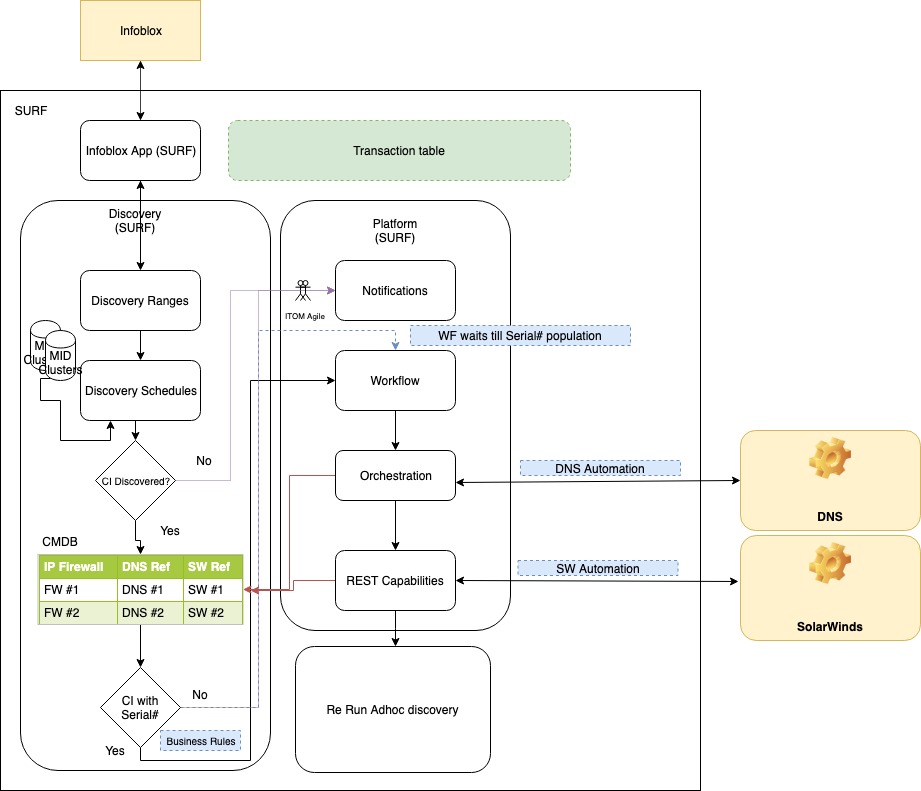 Infoblox
SURF
Infoblox App (SURF)
Transaction table
Discovery
(SURF)
Platform
(SURF)
Discovery Ranges
Notifications
ITOM Agile
WF waits till Serial# population
MID
Clusters
Discovery Schedules
Workflow
No
CI Discovered?
Orchestration
DNS Automation
DNS
Yes
CMDB
IP Firewall DNS Ref SW Ref
FW #1 DNS #1 SW #1
FW #2 DNS #2 SW #2
REST Capabilities
SW Automation
SolarWinds
No
CI with
Serial#
Re Run Adhoc discovery
Business Rules
Yes